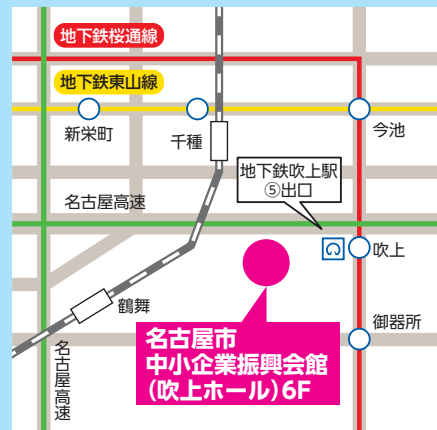 地下鉄桜通線
地下鉄東山線
新栄町
千種
今池
地下鉄吹上駅
⑤出口
名古屋高速
吹上
鶴舞
御器所
名古屋市
中小企業振興会館
(吹上ホール)6F
名古屋高速